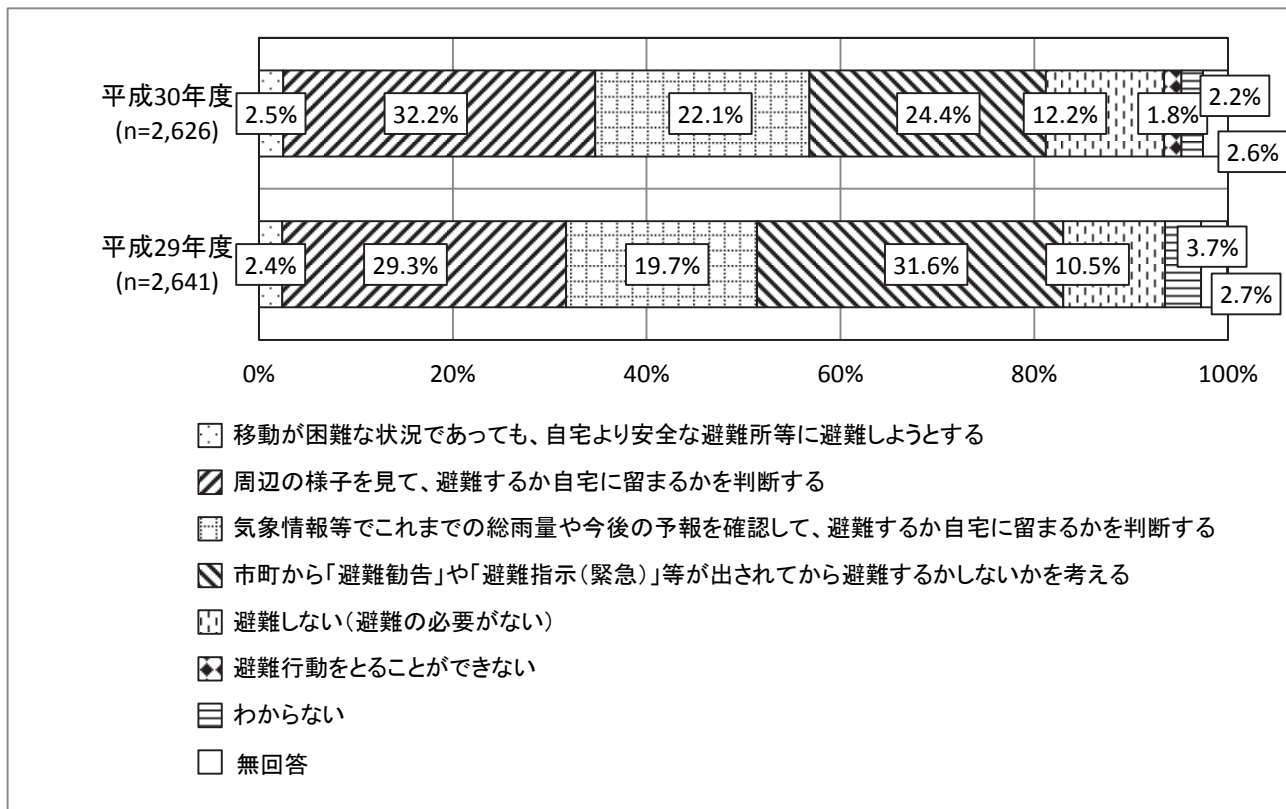 平成30年度
(n=2,626)
2.5%
32.2%
22.1%
24.4%
12.2%
1.8%
2.2%
2.6%
平成29年度
(n=2,641)
2.4%
29.3%
19.7%
31.6%
10.5%
3.7%
2.7%
0%
20%
40%
60%
80%
100%
移動が困難な状況であっても、自宅より安全な避難所等に避難しようとする
周辺の様子を見て、避難するか自宅に留まるかを判断する
気象情報等でこれまでの総雨量や今後の予報を確認して、避難するか自宅に留まるかを判断する
市町から「避難勧告」や「避難指示(緊急)」等が出されてから避難するかしないかを考える
避難しない(避難の必要がない)
避難行動をとることができない
わからない
無回答